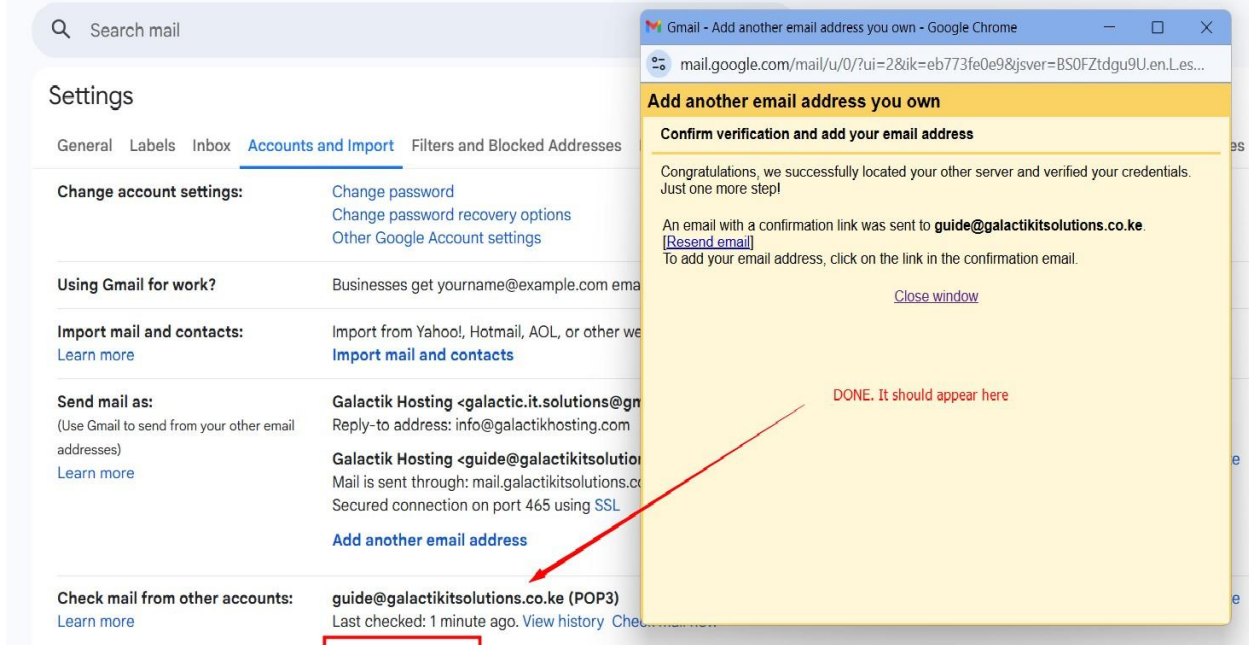 Search mail
Settings
General Labels Inbox Accounts and Import Filters and Blocked Addresses
Change account settings:
Change password
Change password recovery options
Other Google Account settings
Using Gmail for work?
Businesses get yourname@example.com
Import mail and contacts:
Learn more
Import from Yahoo!, Hotmail, AOL, or other
Import mail and contacts
Send mail as:
(Use Gmail to send from your other email
addresses)
Learn more
Galactik Hosting <galactic.it.solutions@
Reply-to address: info@galactikhosting.com
Galactik Hosting <guide@galactikitsolution
Mail is sent through: mail.galactikitsolutions.
Secured connection on port 465 using SSL
Add another email address
Check mail from other accounts:
Learn more
guide@galactikitsolutions.co.ke (POP3)
Last checked: 1 minute ago. View history
Gmail - Add another email address you own - Google Chrome
mail.google.com/mail/u/0/?ui=2&ik=eb773fe0e9&jsver=BS0FZtdgu9U.en.L.es...
Add another email address you own
Confirm verification and add your email address
Congratulations, we successfully located your other server and verified your credentials.
Just one more step!
An email with a confirmation link was sent to guide@galactikitsolutions.co.ke.
[Resend email]
To add your email address, click on the link in the confirmation email.
Close window
DONE. It should appear here